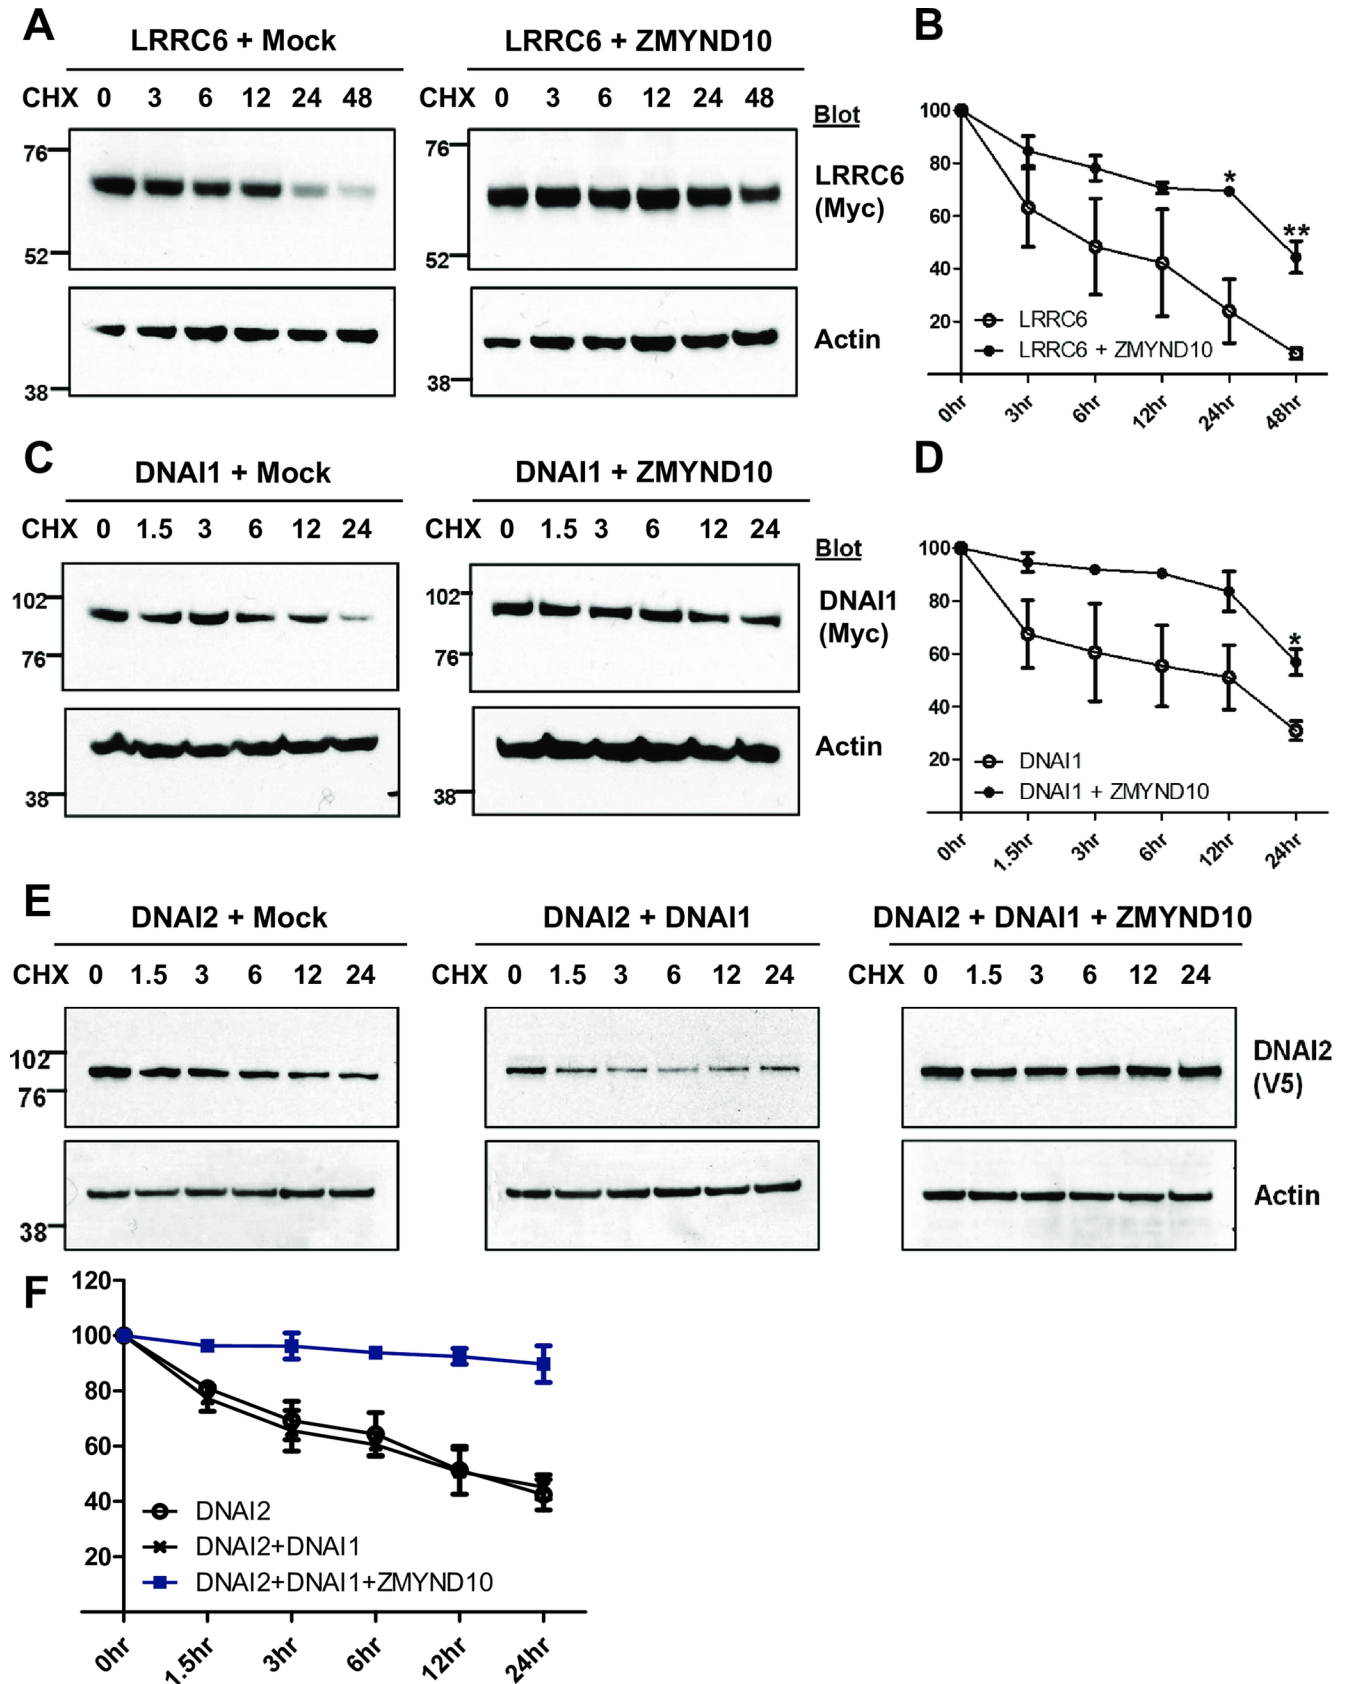 A
LRRC6 + Mock
LRRC6 + ZMYND10
CHX 0 3 6 12 24 48
CHX 0 3 6 12 24 48
Blot
76
52
76
52
LRRC6
(Myc)
38
38
Actin
B
100
80
60
40
20
*
**
LRRC6
LRRC6 + ZMYND10
0hr 3hr 6hr 12hr 24hr 48hr
C
DNAI1 + Mock
DNAI1 + ZMYND10
CHX 0 1.5 3 6 12 24
CHX 0 1.5 3 6 12 24
Blot
102
76
102
76
DNAI1
(Myc)
38
38
Actin
D
100
80
60
40
20
*
DNAI1
DNAI1 + ZMYND10
0hr 1.5hr 3hr 6hr 12hr 24hr
E
DNAI2 + Mock
DNAI2 + DNAI1
DNAI2 + DNAI1 + ZMYND10
CHX 0 1.5 3 6 12 24
CHX 0 1.5 3 6 12 24
CHX 0 1.5 3 6 12 24
102
76
DNAI2
(V5)
38
Actin
F
120
100
80
60
40
20
DNAI2
DNAI2+DNAI1
DNAI2+DNAI1+ZMYND10
0hr 1.5hr 3hr 6hr 12hr 24hr